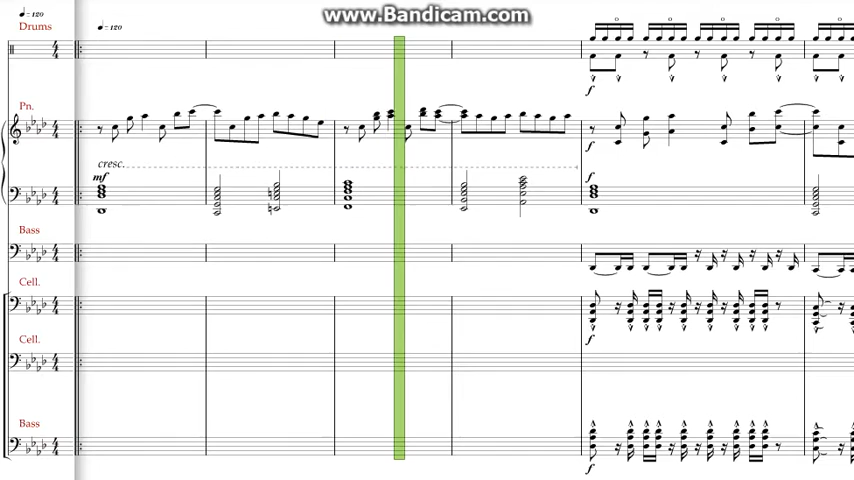 www.Bandicam.com
♩ = 120
♩ = 120
Drums
f
Pn.
f
cresc.
mf
f
Bass
Cell.
f
Cell.
Bass
f